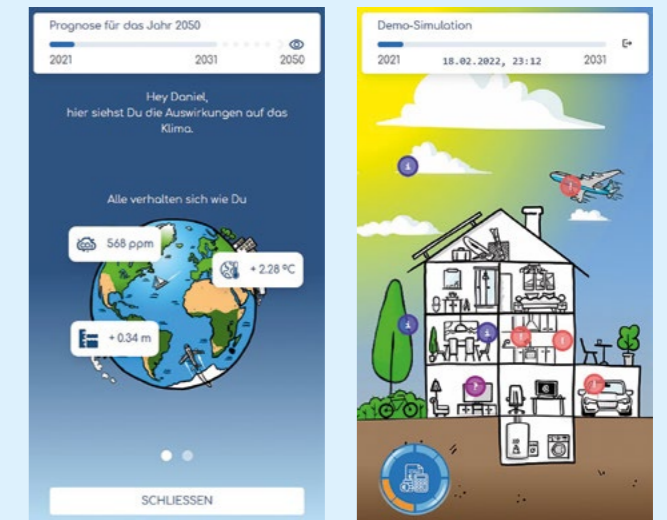 Prognose für das Jahr 2050
2021 2031 2050
Hey Daniel,
hier siehst Du die Auswirkungen auf das
Klima.
Alle verhalten sich wie Du
568 ppm
+ 2.28 °C
+ 0.34 m
SCHLIESSEN
Demo-Simulation
2021 18.02.2022, 23:12 2031